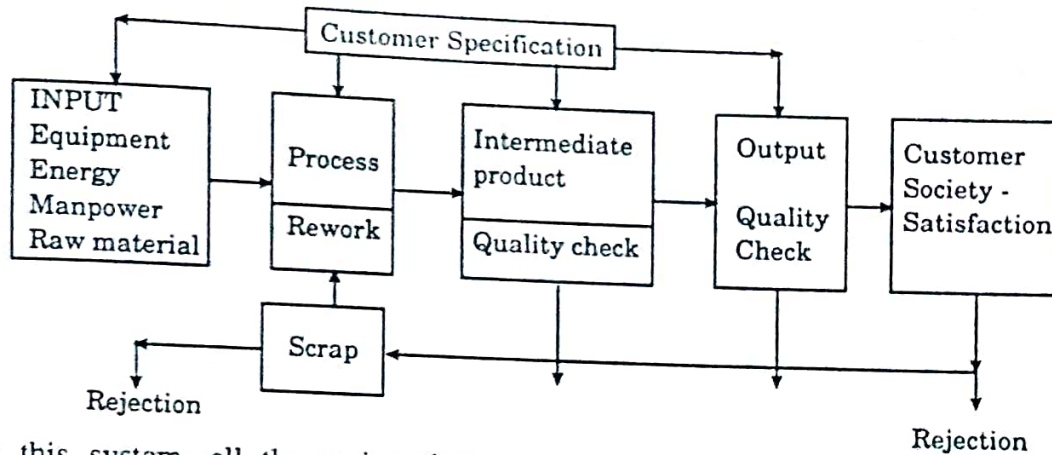 Customer Specification
INPUT
Equipment
Energy
Manpower
Raw material
Process
Rework
Intermediate
product
Quality check
Output
Quality
Check
Customer
Society -
Satisfaction
Scrap
Rejection
Rejection
this system, all the